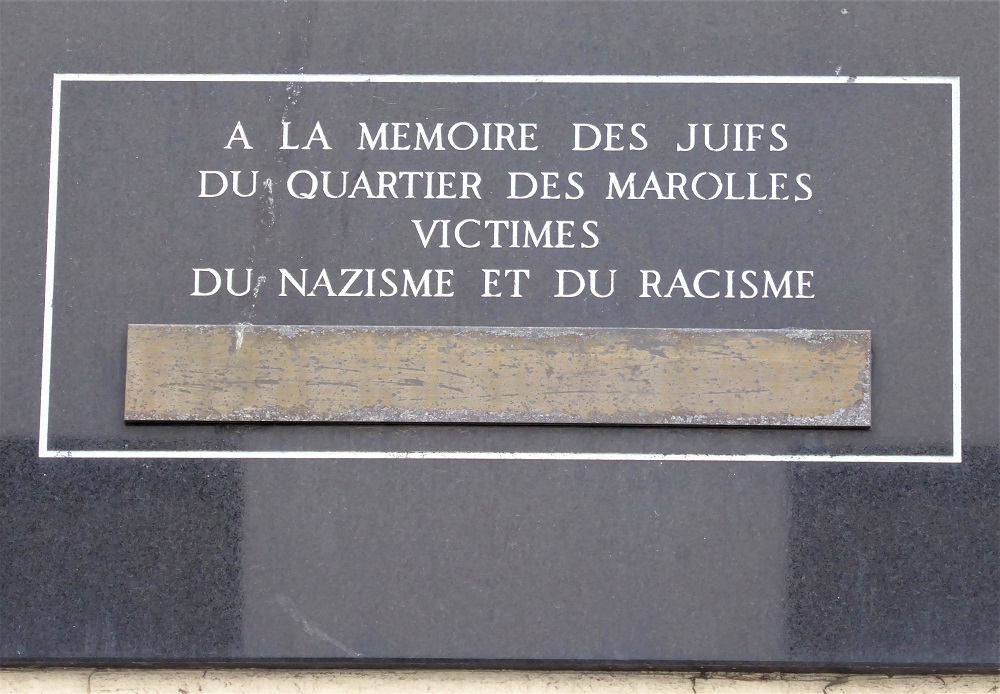 A LA MEMOIRE DES JUIFS
DU QUARTIER DES MAROLLES
VICTIMES
DU NAZISME ET DU RACISME